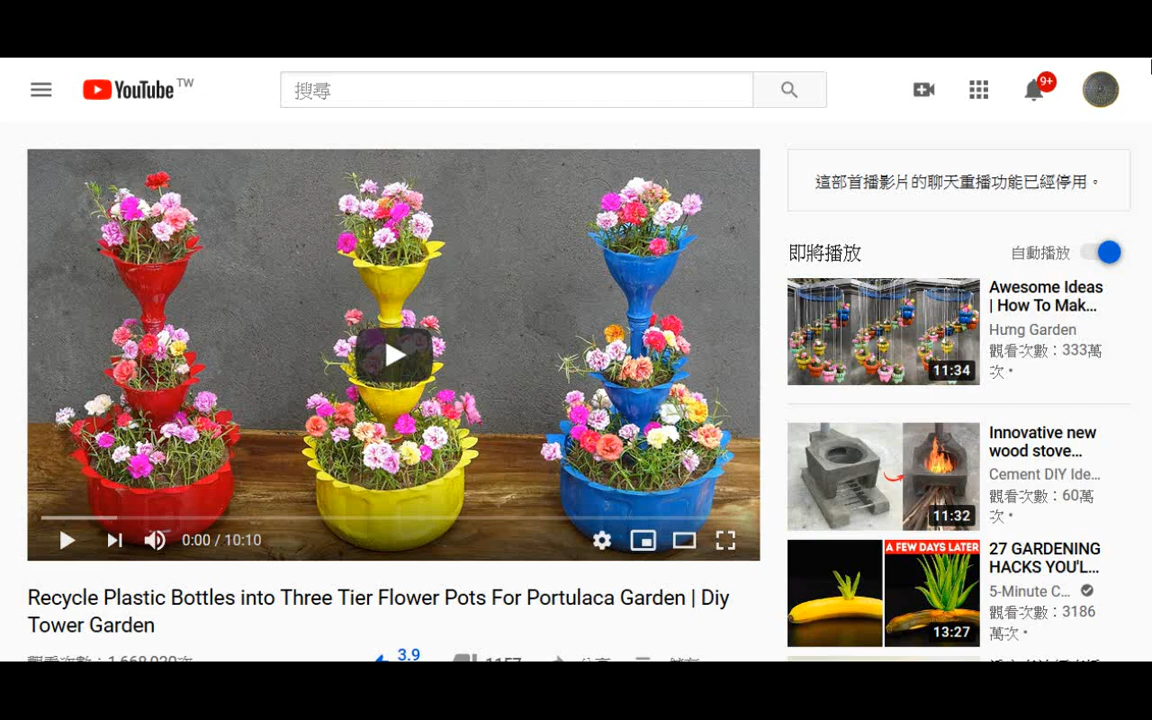 YouTube TW
搜尋
9+
這部首播影片的聊天重播功能已經停用。
即將播放
自動播放
Awesome Ideas
| How To Mak...
Hưng Garden
觀看次數：333萬
次•
11:34
Innovative new
wood stove...
Cement DIY Ide...
觀看次數：60萬
次•
11:32
A FEW DAYS LATER
27 GARDENING
HACKS YOU'L...
5-Minute C...
觀看次數：3186
萬次•
13:27
0:00 / 10:10
Recycle Plastic Bottles into Three Tier Flower Pots For Portulaca Garden | Diy
Tower Garden
3.9